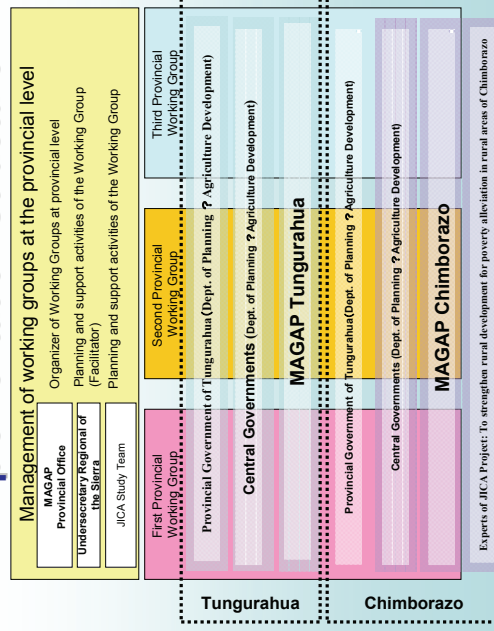 Management of working groups at the provincial level
MAGAP
Provincial Office
Organizer of Working Groups at provincial level
Undersecretary Regional of
the Sierra
Planning and support activities of the Working Group
(Facilitator)
JICA Study Team
Planning and support activities of the Working Group
First Provincial
Working Group
Second Provincial
Working Group
Third Provincial
Working Group
Tungurahua
Provincial Government of Tungurahua(Dept. of Planning ? Agriculture Development)
Central Governments (Dept. of Planning ? Agriculture Development)
MAGAP Tungurahua
Chimborazo
Provincial Government of Tungurahua(Dept. of Planning ? Agriculture Development)
Central Governments (Dept. of Planning ? Agriculture Development)
MAGAP Chimborazo
Experts of JICA Project: To strengthen rural development for poverty alleviation in rural areas of Chimborazo